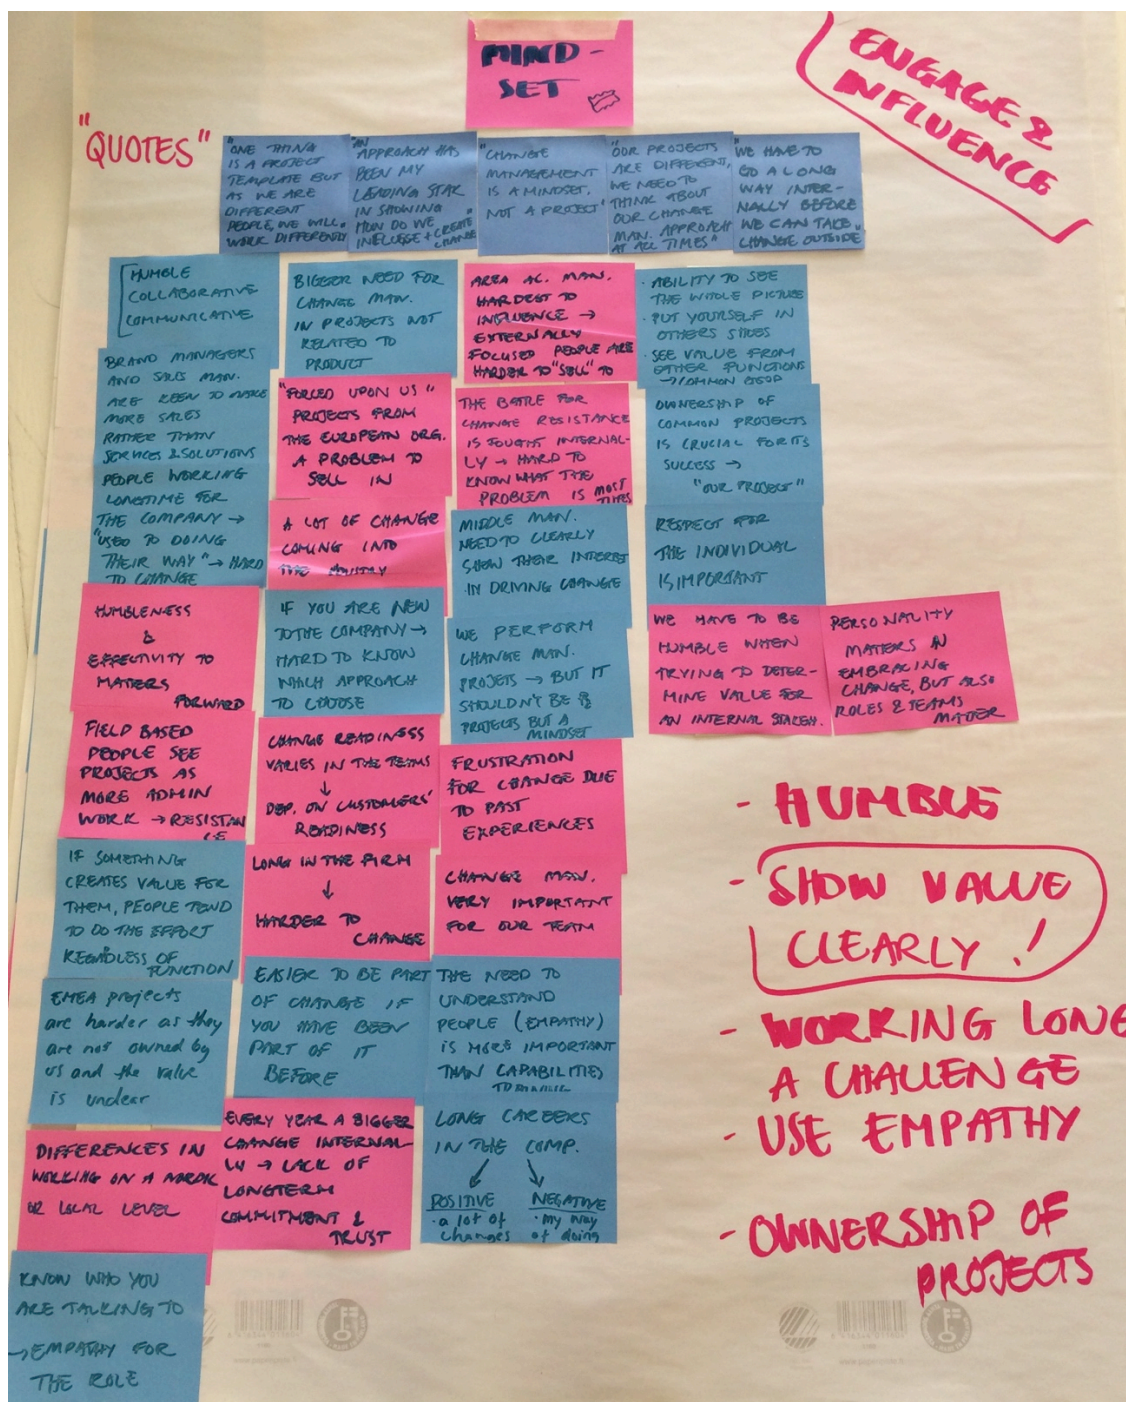 MIND-
SET
ENGAGE &
INFLUENCE
"QUOTES"
"ONE THING
IS A PROJECT
TEMPLATE BUT
AS WE ARE
DIFFERENT
PEOPLE, WE WILL
WORK DIFFERENTLY
"AN
APPROACH HAS
BEEN MY
LEADING STAR
IN SHOWING
HOW DO WE
INFLUENCE + CREATE
CHANGE"
"CHANGE
MANAGEMENT
IS A MINDSET,
NOT A PROJECT"
"OUR PROJECTS
ARE DIFFERENT,
WE NEED TO
THINK ABOUT
OUR CHANGE
MAN. APPROACH
AT ALL TIMES"
"WE HAVE TO
GO A LONG
WAY INTER-
NALLY BEFORE
WE CAN TAKE
CHANGE OUTSIDE"
HUMBLE
COLLABORATIVE
COMMUNICATIVE
BIGGER NEED FOR
CHANGE MAN.
IN PROJECTS NOT
RELATED TO
PRODUCT
AREA AC. MAN.
HARDEST TO
INFLUENCE →
EXTERNALLY
FOCUSED PEOPLE ARE
HARDER TO "SELL" TO
· ABILITY TO SEE
THE WHOLE PICTURE
· PUT YOURSELF IN
OTHERS SHOES
· SEE VALUE FROM
OTHER FUNCTIONS
→ COMMON
BRAND MANAGERS
AND SALES MAN.
ARE KEEN TO MAKE
MORE SALES
RATHER THAN
SERVICES & SOLUTIONS
"FORCED UPON US"
PROJECTS FROM
THE EUROPEAN ORG.
A PROBLEM TO
SELL IN
THE BATTLE FOR
CHANGE RESISTANCE
IS FOUGHT INTERNAL-
LY → HARD TO
KNOW WHAT THE
PROBLEM IS MOST
TIMES
OWNERSHIP OF
COMMON PROJECTS
IS CRUCIAL FOR ITS
SUCCESS →
"OUR PROJECT"
PEOPLE WORKING
LONGTIME FOR
THE COMPANY →
"USED TO DOING
THEIR WAY" → HARD
TO CHANGE
A LOT OF CHANGE
COMING INTO
THE
MIDDLE MAN.
NEED TO CLEARLY
SHOW THEIR INTEREST
IN DRIVING CHANGE
RESPECT FOR
THE INDIVIDUAL
IS IMPORTANT
HUMBLENESS
&
EFFECTIVITY TO
MATTERS
FORWARD
IF YOU ARE NEW
TO THE COMPANY →
HARD TO KNOW
WHICH APPROACH
TO CHOOSE
WE PERFORM
CHANGE MAN.
PROJETS → BUT IT
SHOULDN'T BE
PROJECTS BUT A
MINDSET
WE HAVE TO BE
HUMBLE WHEN
TRYING TO DETER-
MINE VALUE FOR
AN INTERNAL STAKEH.
PERSONALITY
MATTERS IN
EMBRACING
CHANGE, BUT ALSO
ROLES & TEAMS
MATTER
FIELD BASED
PEOPLE SEE
PROJECTS AS
MORE ADMIN
WORK → RESISTAN
CE
CHANGE READINESS
VARIES IN THE TEAMS
↓
DEP. ON CUSTOMERS'
READINESS
FRUSTRATION
FOR CHANGE DUE
TO PAST
EXPERIENCES
IF SOMETHING
CREATES VALUE FOR
THEM, PEOPLE TEND
TO DO THE EFFORT
REGARDLESS OF
FUNCTION
LONG IN THE FIRM
↓
HARDER TO
CHANGE
CHANGE MAN.
VERY IMPORTANT
FOR OUR TEAM
EMEA projects
are harder as they
are not owned by
us and the value
is unclear
EASIER TO BE PART
OF CHANGE IF
YOU HAVE BEEN
PART OF IT
BEFORE
THE NEED TO
UNDERSTAND
PEOPLE (EMPATHY)
IS MORE IMPORTANT
THAN CAPABILITIES
DIFFERENCES IN
WORKING ON A NORDIC
OR LOCAL LEVEL
EVERY YEAR A BIGGER
CHANGE INTERNAL-
LY → LACK OF
LONGTERM
COMMITMENT &
TRUST
LONG CAREERS
IN THE COMP.
POSITIVE
· a lot of
changes
NEGATIVE
· my way
of doing
KNOW WHO YOU
ARE TALKING TO
→ EMPATHY FOR
THE ROLE
- HUMBLE
- SHOW VALUE
CLEARLY!
- WORKING LONG
A CHALLENGE
- USE EMPATHY
- OWNERSHIP OF
PROJECTS